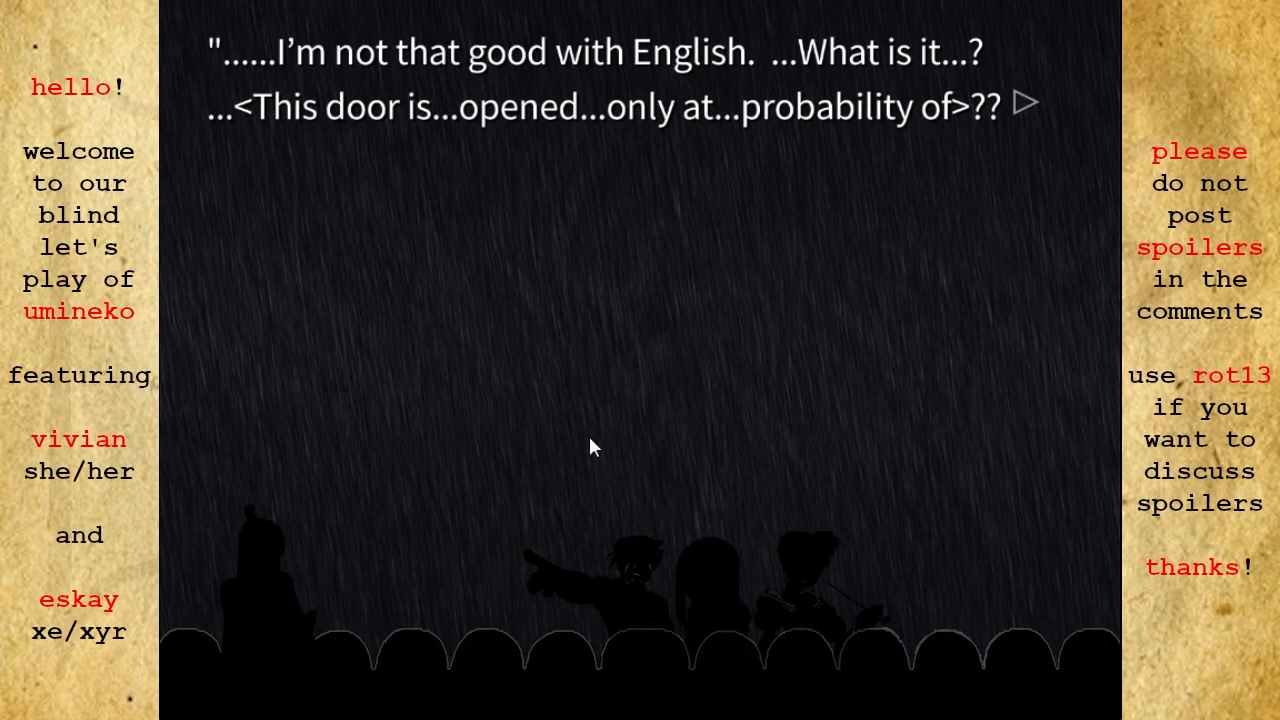 hello!
welcome
to our
blind
let's
play of
umineko
featuring
vivian
she/her
and
eskay
xe/xyr
"......I’m not that good with English.  ...What is it...?
...<This door is...opened...only at...probability of>??
please
do not
post
spoilers
in the
comments
use rot13
if you
want to
discuss
spoilers
thanks!